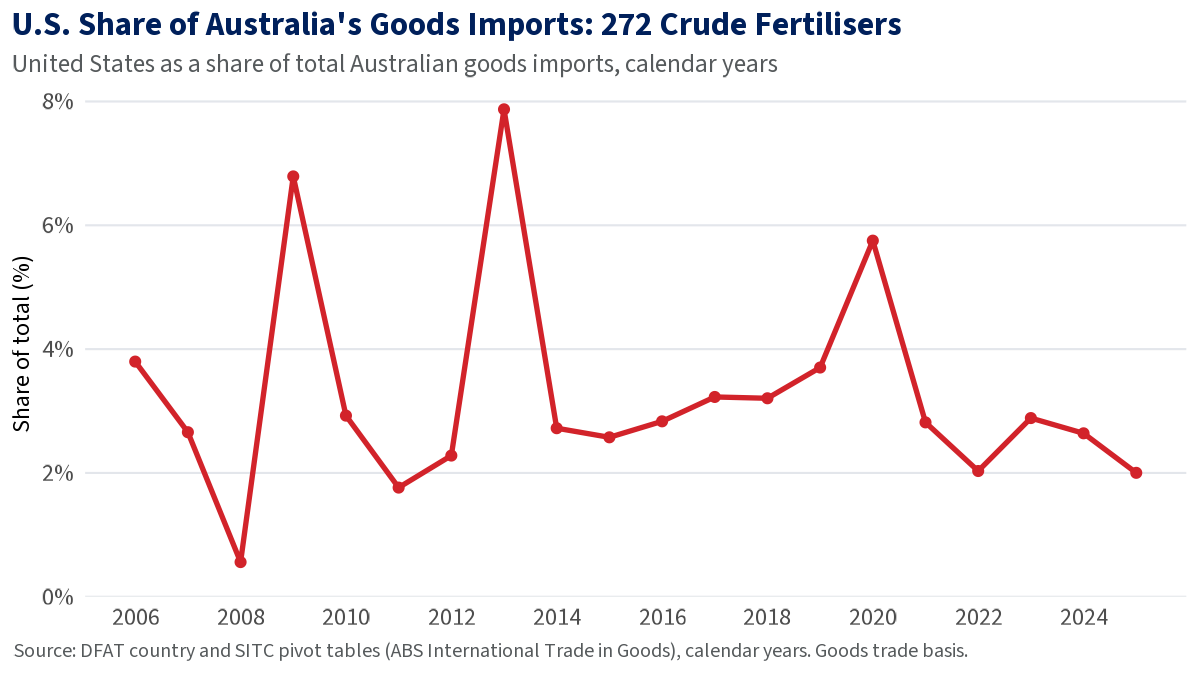 U.S. Share of Australia's Goods Imports: 272 Crude Fertilisers
United States as a share of total Australian goods imports, calendar years
8%
6%
4%
2%
0%
Share of total (%)
2006 2008 2010 2012 2014 2016 2018 2020 2022 2024
Source: DFAT country and SITC pivot tables (ABS International Trade in Goods), calendar years. Goods trade basis.